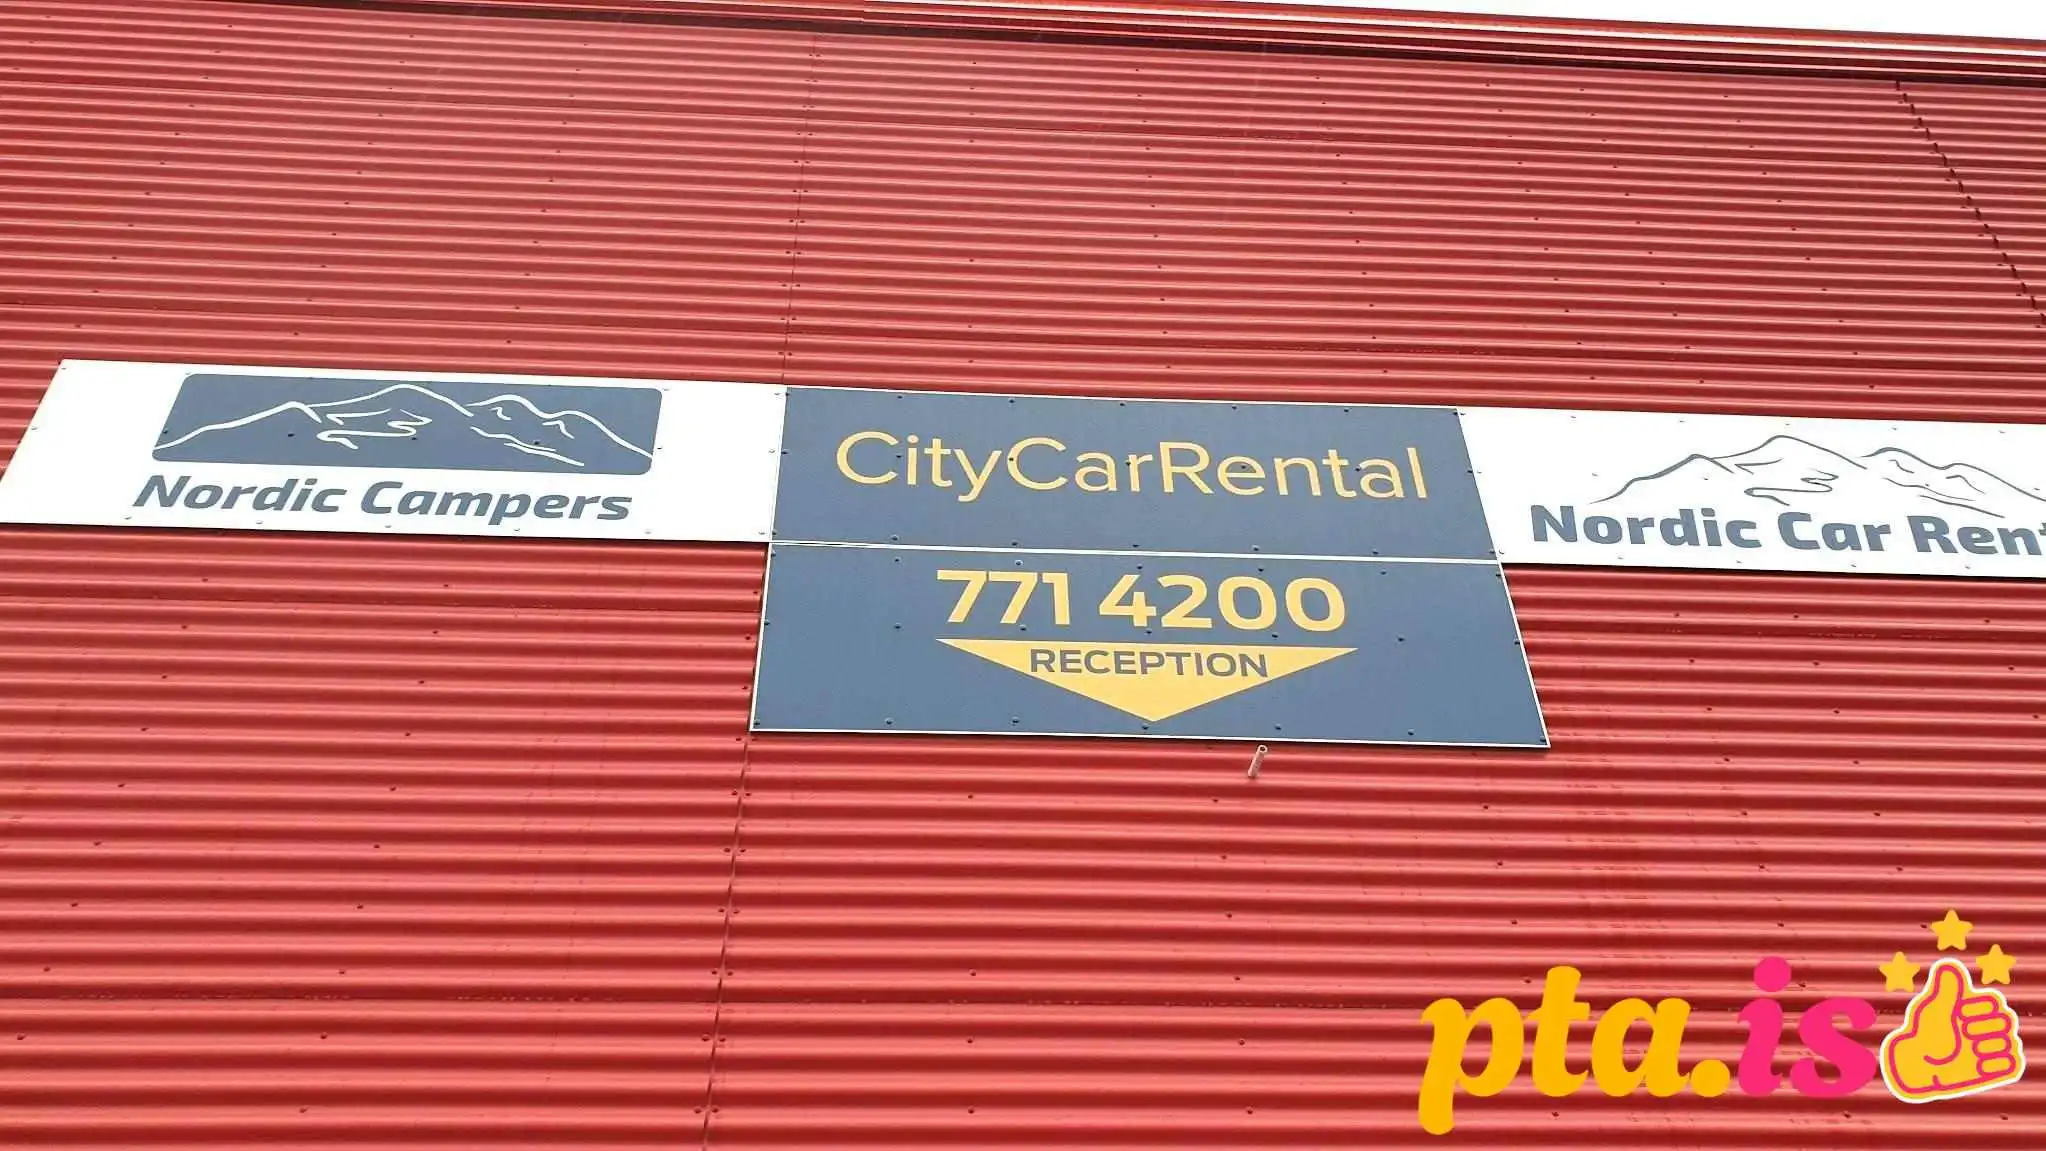 Nordic Campers
CityCarRental
Nordic Car Rent
771 4200
RECEPTION
pta.is